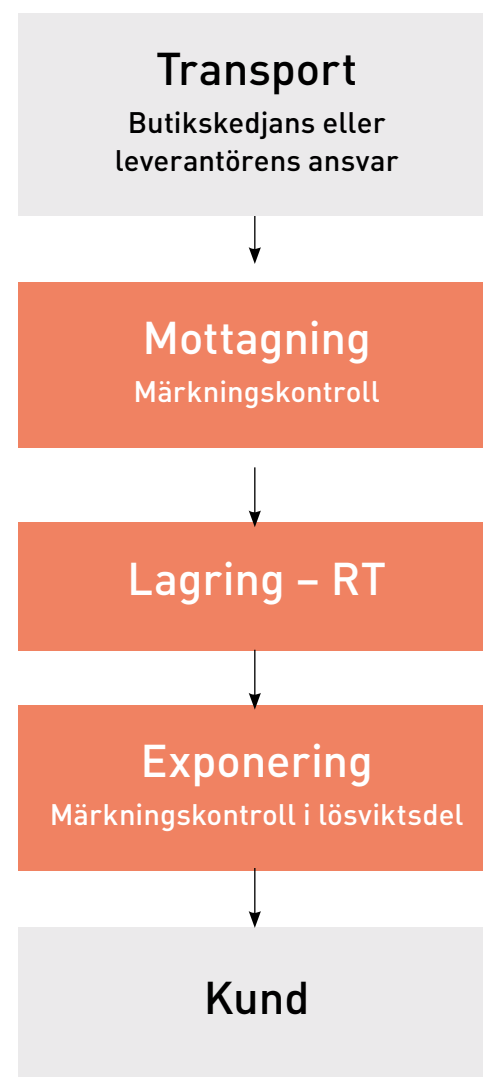 Transport
Butikskedjans eller
leverantörens ansvar
Mottagning
Märkningskontroll
Lagring – RT
Exponering
Märkningskontroll i lösviktsdel
Kund